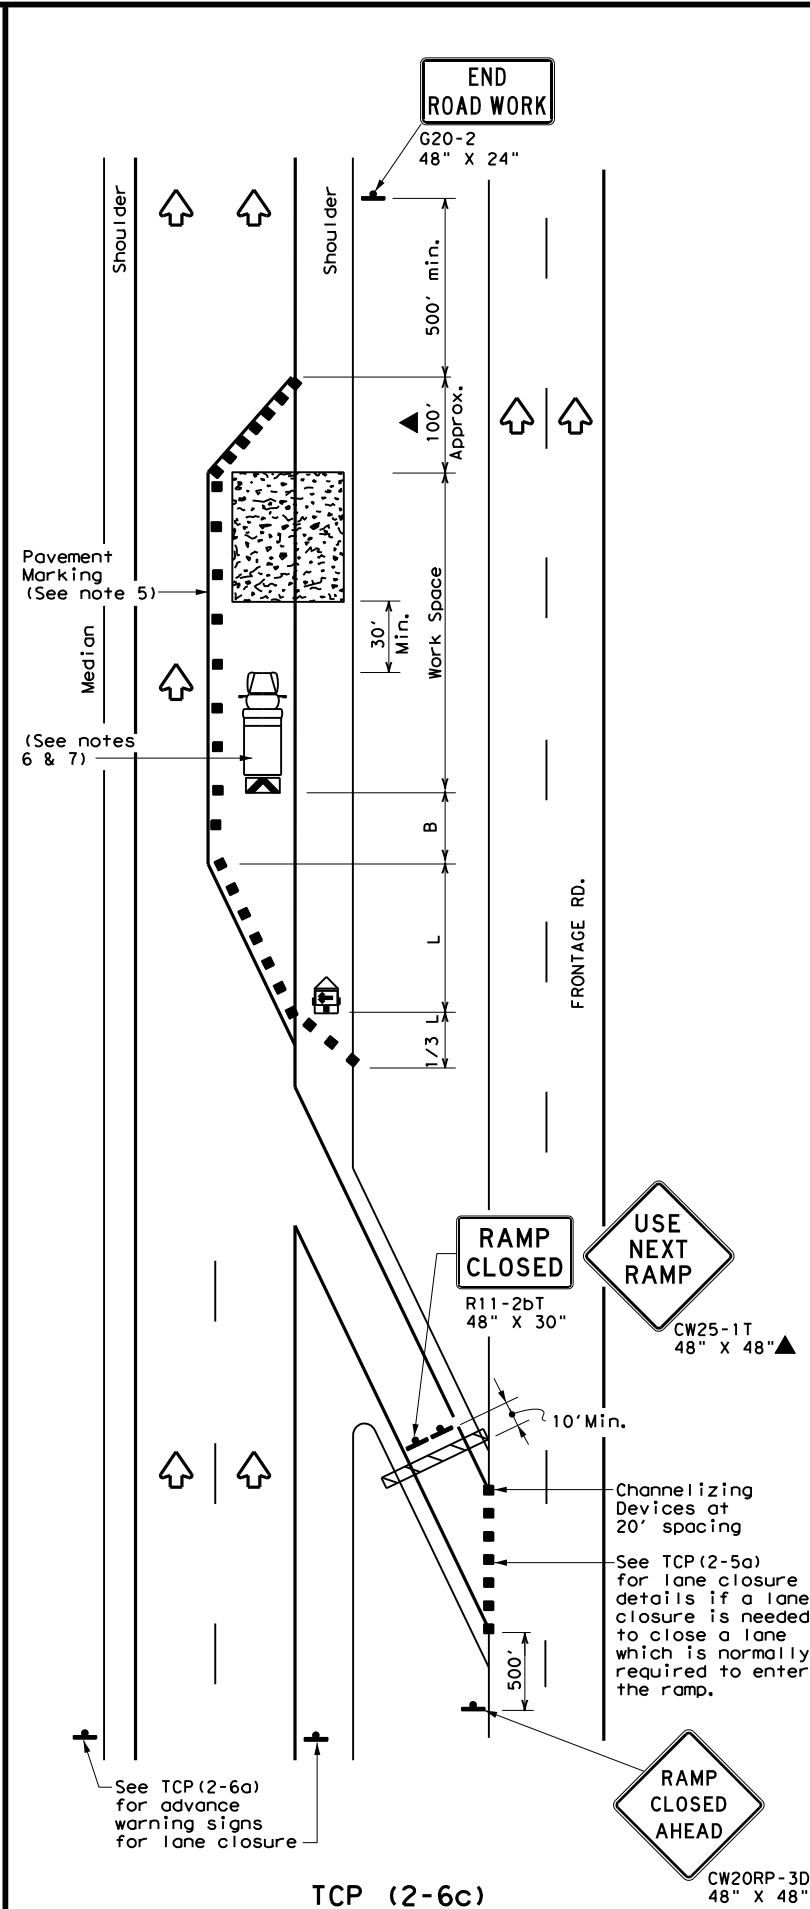 END
ROAD WORK
G20-2
48" X 24"
Shoulder
Shoulder
500' min.
100'
Approx.
Pavement
Marking
(See note 5)
Work Space
30'
Min.
Median
(See notes
6 & 7)
B
L
FRONTAGE RD.
1/3 L
RAMP
CLOSED
R11-2bT
48" X 30"
USE
NEXT
RAMP
CW25-1T
48" X 48"
10'Min.
Channelizing
Devices at
20' spacing
See TCP(2-5a)
for lane closure
details if a lane
closure is needed
to close a lane
which is normally
required to enter
the ramp.
500'
See TCP(2-6a)
for advance
warning signs
for lane closure
RAMP
CLOSED
AHEAD
CW20RP-3D
48" X 48"
TCP (2-6c)